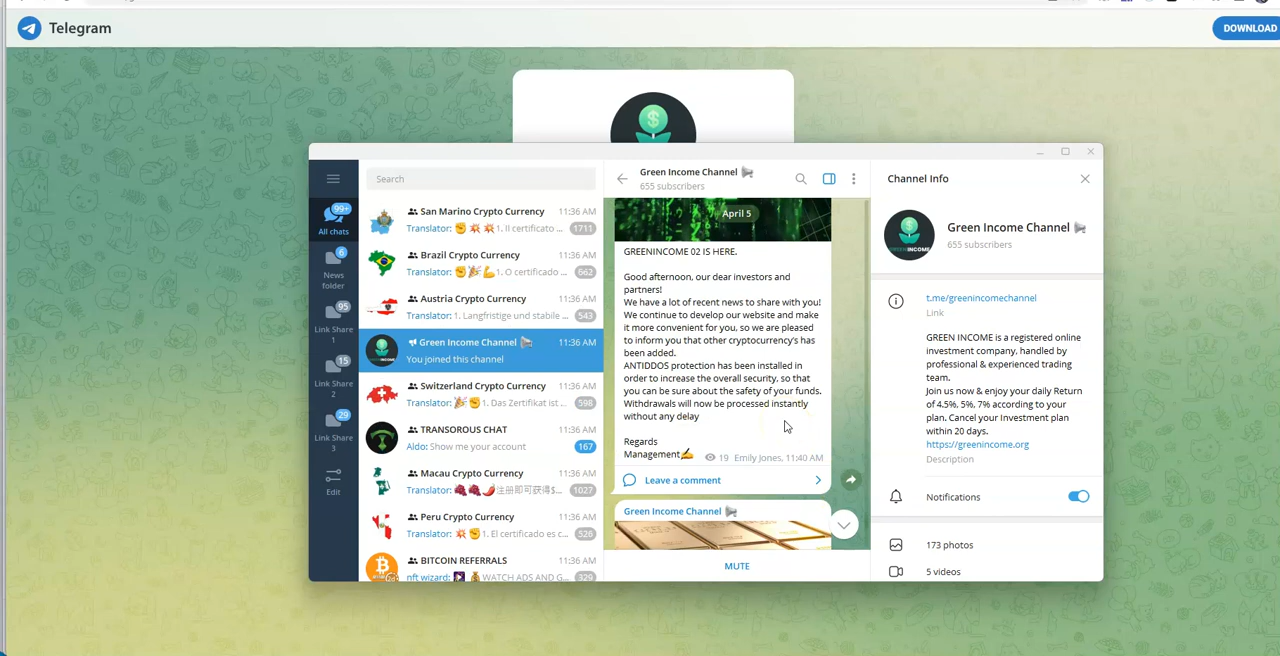 Telegram
DOWNLOAD
Search
99+
All chats
6
News
folder
95
Link Share
1
15
Link Share
2
29
Link Share
3
Edit
San Marino Crypto Currency
11:36 AM
Translator: 1. Il certificato ...
1711
Brazil Crypto Currency
11:36 AM
Translator: 1. O certificado ...
662
Austria Crypto Currency
11:36 AM
Translator: 1. Langfristige und stabile ...
543
Green Income Channel
11:36 AM
You joined this channel
Switzerland Crypto Currency
11:36 AM
Translator: 1. Das Zertifikat ist ...
598
TRANSOROUS CHAT
11:36 AM
Aldo: Show me your account
167
Macau Crypto Currency
11:36 AM
Translator: 注册即可获得$...
1027
Peru Crypto Currency
11:36 AM
Translator: 1. El certificado es c...
526
BITCOIN REFERRALS
11:36 AM
nft wizard: WATCH ADS AND G...
329
Green Income Channel
655 subscribers
April 5
GREENINCOME 02 IS HERE.
Good afternoon, our dear investors and
partners!
We have a lot of recent news to share with you!
We continue to develop our website and make
it more convenient for you, so we are pleased
to inform you that other cryptocurrency's has
been added.
ANTIDDOS protection has been installed in
order to increase the overall security, so that
you can be sure about the safety of your funds.
Withdrawals will now be processed instantly
without any delay
Regards
Management
19 Emily Jones, 11:40 AM
Leave a comment
Green Income Channel
MUTE
Channel Info
Green Income Channel
655 subscribers
GREENINCOME
t.me/greenincomechannel
Link
GREEN INCOME is a registered online
investment company, handled by
professional & experienced trading
team.
Join us now & enjoy your daily Return
of 4.5%, 5%, 7% according to your
plan. Cancel your Investment plan
within 20 days.
https://greenincome.org
Description
Notifications
173 photos
5 videos